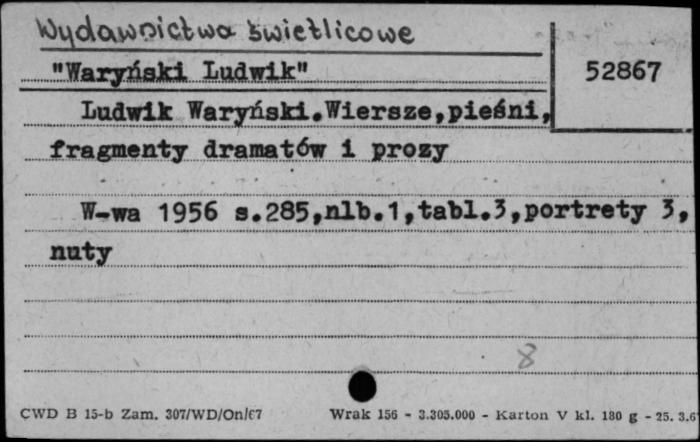 Wydawnictwa świetlicowe
"Waryński Ludwik"
52867
Ludwik Waryński.Wiersze,pieśni,
fragmenty dramatów i prozy
W-wa 1956 s.285,nlb.1,tabl.3,portrety 3,
nuty
8
CWD B 15-b Zam. 307/WD/On/67 Wrak 156 - 3.305.000 - Karton V kl. 180 g - 25. 3.6